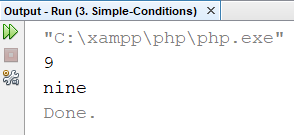 Output - Run (3. Simple-Conditions) ×
"C:\xampp\php\php.exe"
9
nine
Done.